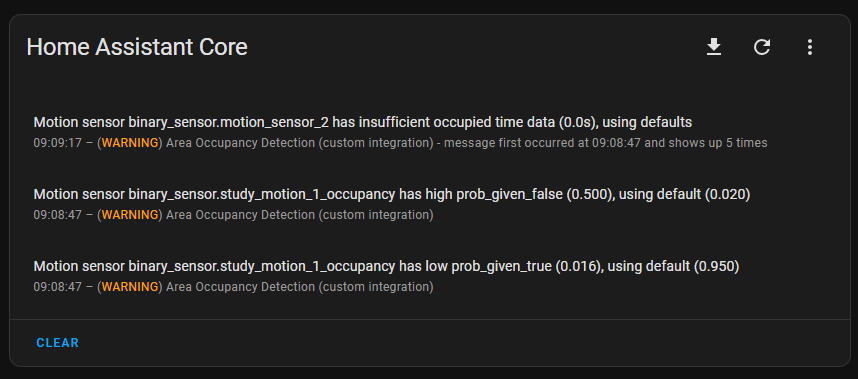 Home Assistant Core
Motion sensor binary_sensor.motion_sensor_2 has insufficient occupied time data (0.0s), using defaults
09:09:17 – (WARNING) Area Occupancy Detection (custom integration) - message first occurred at 09:08:47 and shows up 5 times
Motion sensor binary_sensor.study_motion_1_occupancy has high prob_given_false (0.500), using default (0.020)
09:08:47 – (WARNING) Area Occupancy Detection (custom integration)
Motion sensor binary_sensor.study_motion_1_occupancy has low prob_given_true (0.016), using default (0.950)
09:08:47 – (WARNING) Area Occupancy Detection (custom integration)
CLEAR